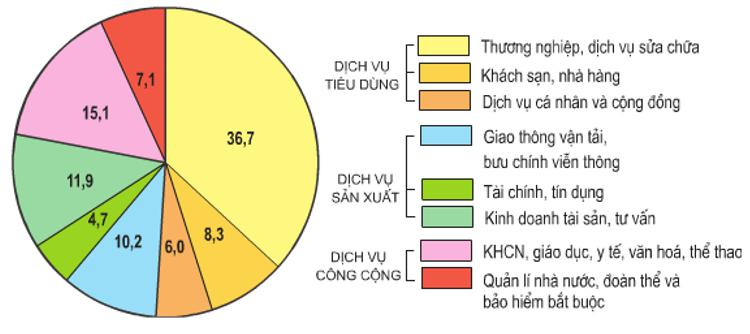 36,7
8,3
6,0
10,2
4,7
11,9
15,1
7,1
DỊCH VỤ
TIÊU DÙNG
Thương nghiệp, dịch vụ sửa chữa
Khách sạn, nhà hàng
Dịch vụ cá nhân và cộng đồng
DỊCH VỤ
SẢN XUẤT
Giao thông vận tải,
bưu chính viễn thông
Tài chính, tín dụng
Kinh doanh tài sản, tư vấn
DỊCH VỤ
CÔNG CỘNG
KHCN, giáo dục, y tế, văn hoá, thể thao
Quản lí nhà nước, đoàn thể và
bảo hiểm bắt buộc